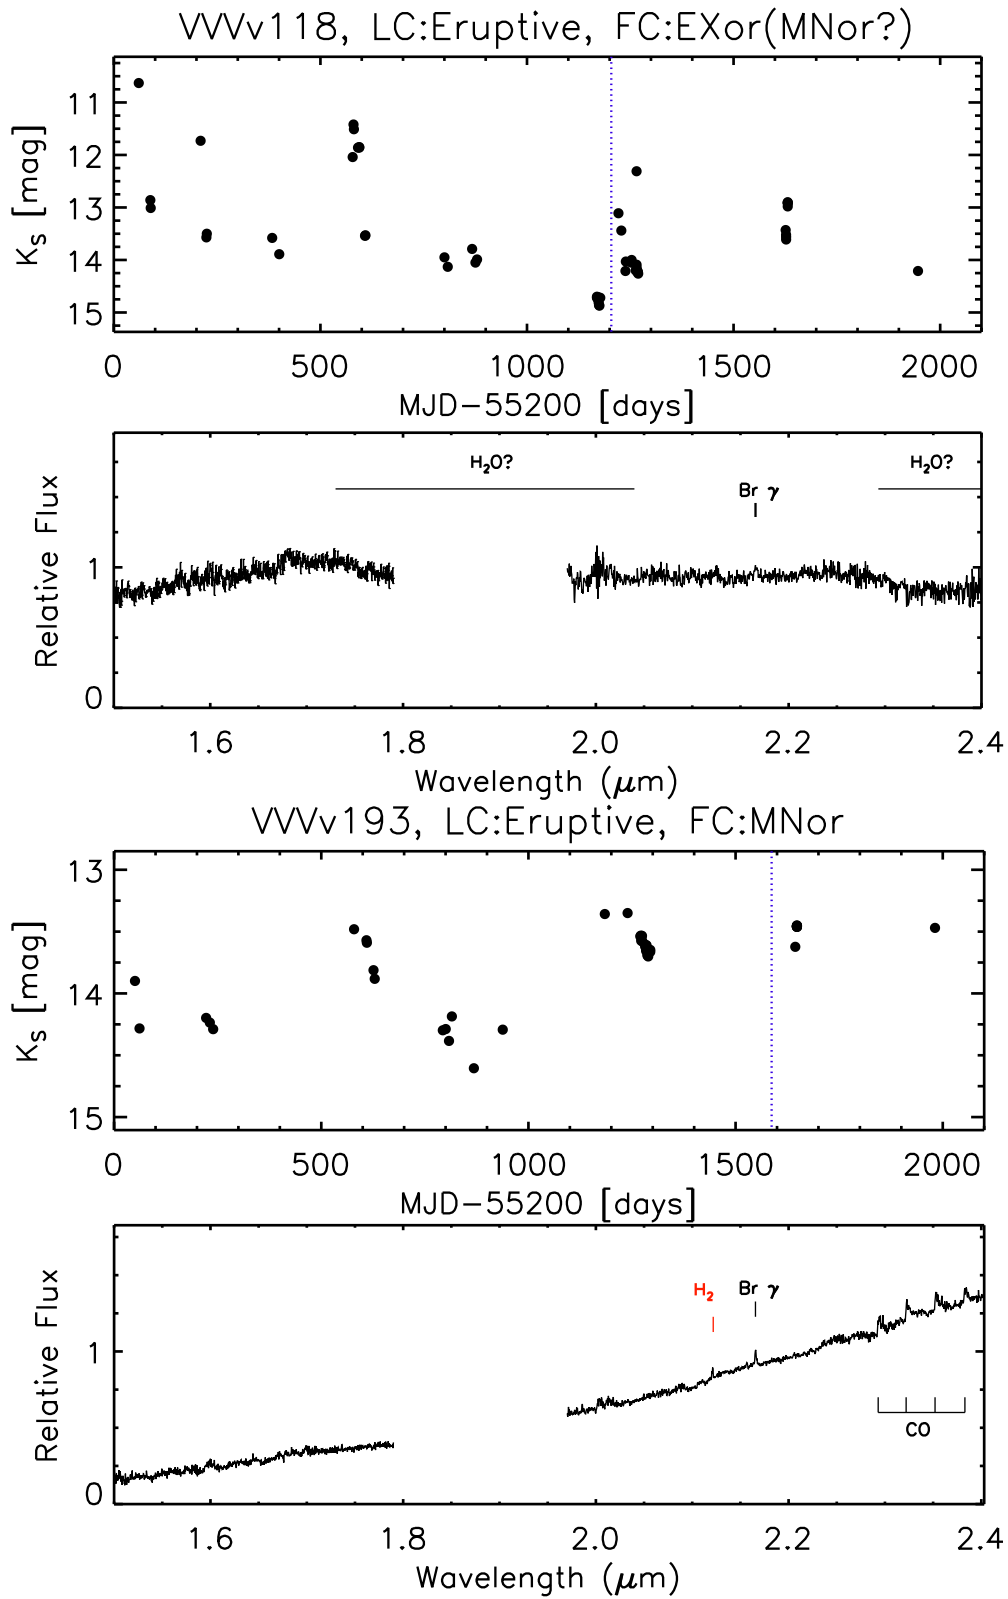 VVVv118, LC:Eruptive, FC:EXor(MNor?)
11
12
13
14
15
Ks [mag]
0 500 1000 1500 2000
MJD-55200 [days]
H2O? H2O?
Br γ
1
0
Relative Flux
1.6 1.8 2.0 2.2 2.4
Wavelength (μm)
VVVv193, LC:Eruptive, FC:MNor
13
14
15
Ks [mag]
0 500 1000 1500 2000
MJD-55200 [days]
H2 Br γ
1
CO
0
Relative Flux
1.6 1.8 2.0 2.2 2.4
Wavelength (μm)